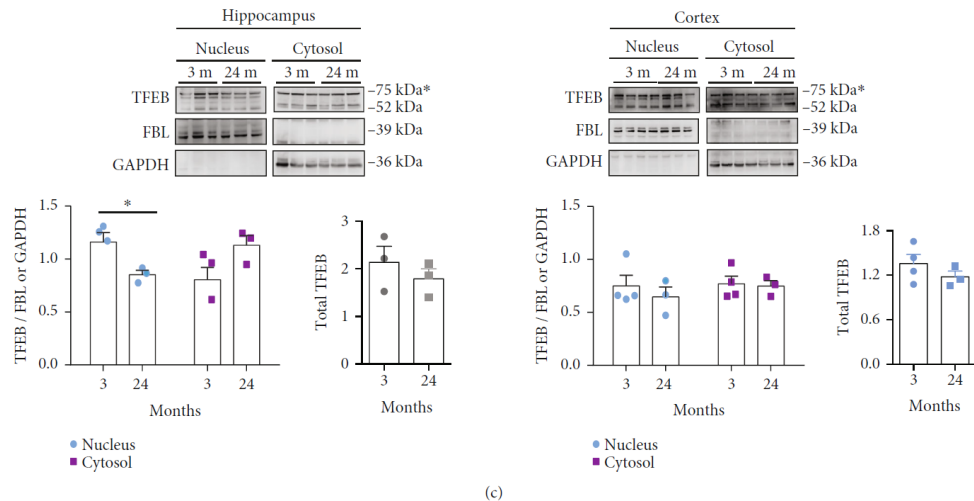 Hippocampus
Nucleus Cytosol
3 m 24 m 3 m 24 m
TFEB
–75 kDa*
–52 kDa
FBL
–39 kDa
GAPDH
–36 kDa
TFEB / FBL or GAPDH
1.5
1.0
0.5
0.0
*
3 24 3 24
Months
Nucleus
Cytosol
Total TFEB
3
2
1
0
3 24
Months
Cortex
Nucleus Cytosol
3 m 24 m 3 m 24 m
TFEB
–75 kDa*
–52 kDa
FBL
–39 kDa
GAPDH
–36 kDa
TFEB / FBL or GAPDH
1.5
1.0
0.5
0.0
3 24 3 24
Months
Nucleus
Cytosol
Total TFEB
1.8
1.2
0.6
0.0
3 24
Months
(c)